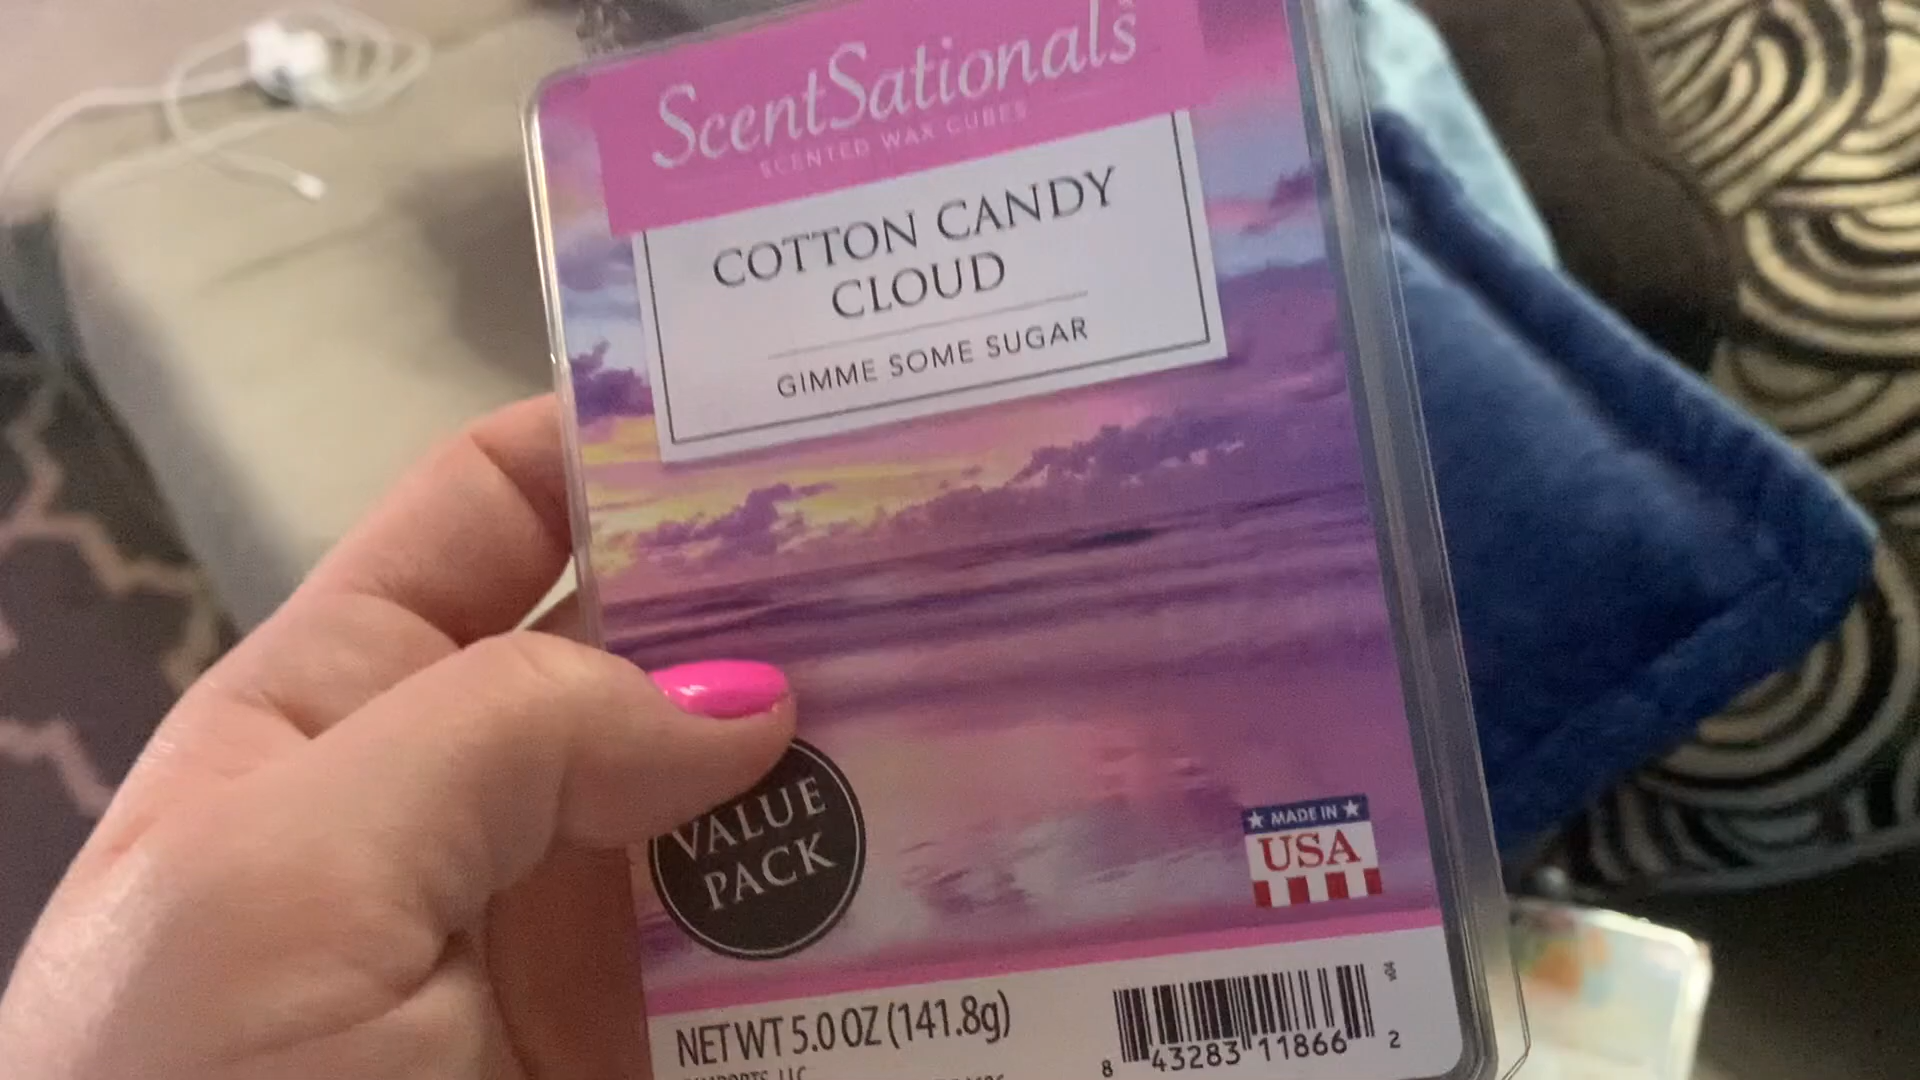 ScentSationals
SCENTED WAX CUBES
COTTON CANDY
CLOUD
GIMME SOME SUGAR
VALUE
PACK
MADE IN
USA
NET WT 5.0 OZ (141.8g)
8 43283 11866 2
LLC